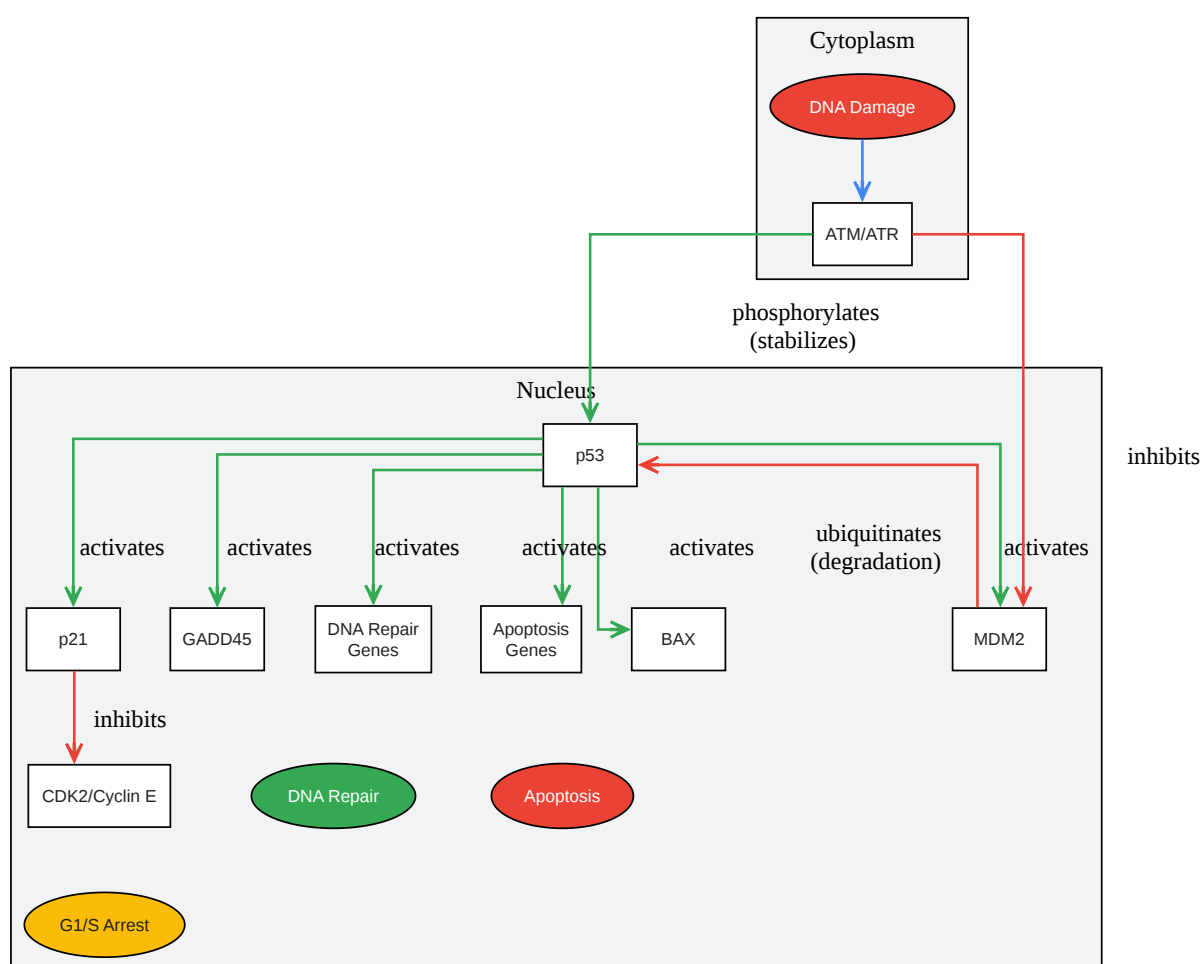 Cytoplasm
DNA Damage
ATM/ATR
phosphorylates
(stabilizes)
Nucleus
p53
inhibits
activates
activates
activates
activates
activates
ubiquitinates
(degradation)
activates
p21
GADD45
DNA Repair
Genes
Apoptosis
Genes
BAX
MDM2
inhibits
CDK2/Cyclin E
DNA Repair
Apoptosis
G1/S Arrest